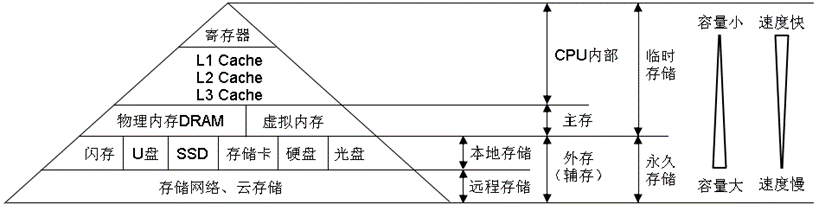 寄存器
L1 Cache
L2 Cache
L3 Cache
物理内存DRAM
虚拟内存
闪存
U盘
SSD
存储卡
硬盘
光盘
存储网络、云存储
CPU内部
主存
本地存储
远程存储
外存
（辅存）
临时
存储
永久
存储
容量小
速度快
容量大
速度慢